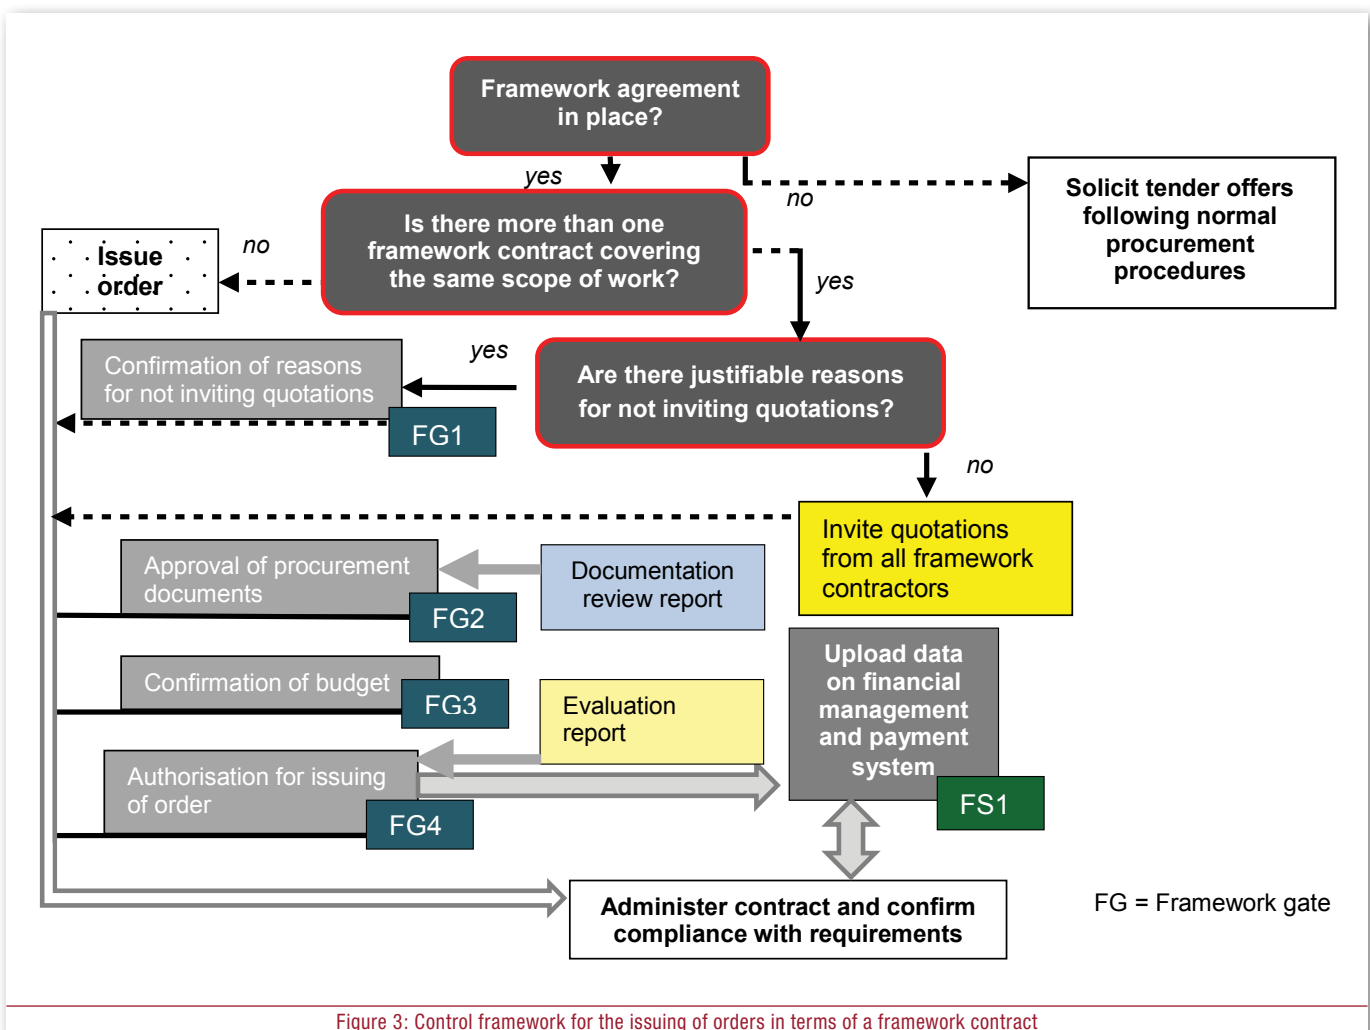 Framework agreement
in place?
yes
no
Solicit tender offers
following normal
procurement
procedures
Is there more than one
framework contract covering
the same scope of work?
no
Issue
order
yes
Confirmation of reasons
for not inviting quotations
FG1
yes
Are there justifiable reasons
for not inviting quotations?
no
Invite quotations
from all framework
contractors
Approval of procurement
documents
FG2
Documentation
review report
Confirmation of budget
FG3
Evaluation
report
Upload data
on financial
management
and payment
system
FS1
Authorisation for issuing
of order
FG4
Administer contract and confirm
compliance with requirements
FG = Framework gate
Figure 3: Control framework for the issuing of orders in terms of a framework contract